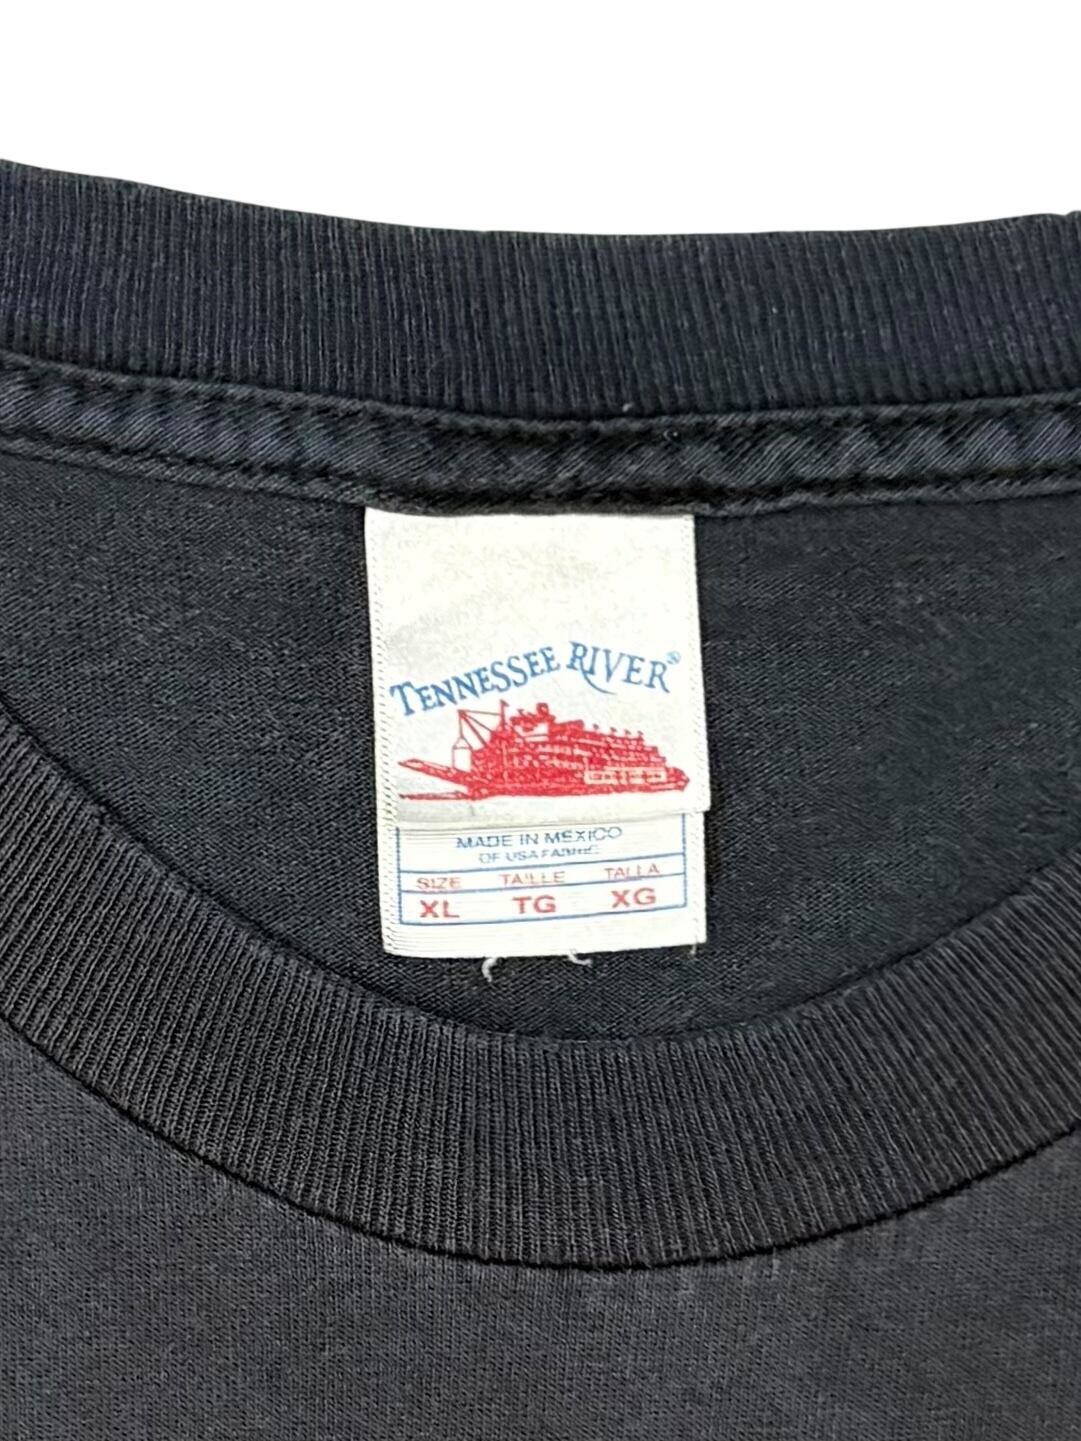 TENNESSEE RIVER®
MADE IN MEXICO
OF USA FABRIC
SIZE TAILLE TALLA
XL TG XG